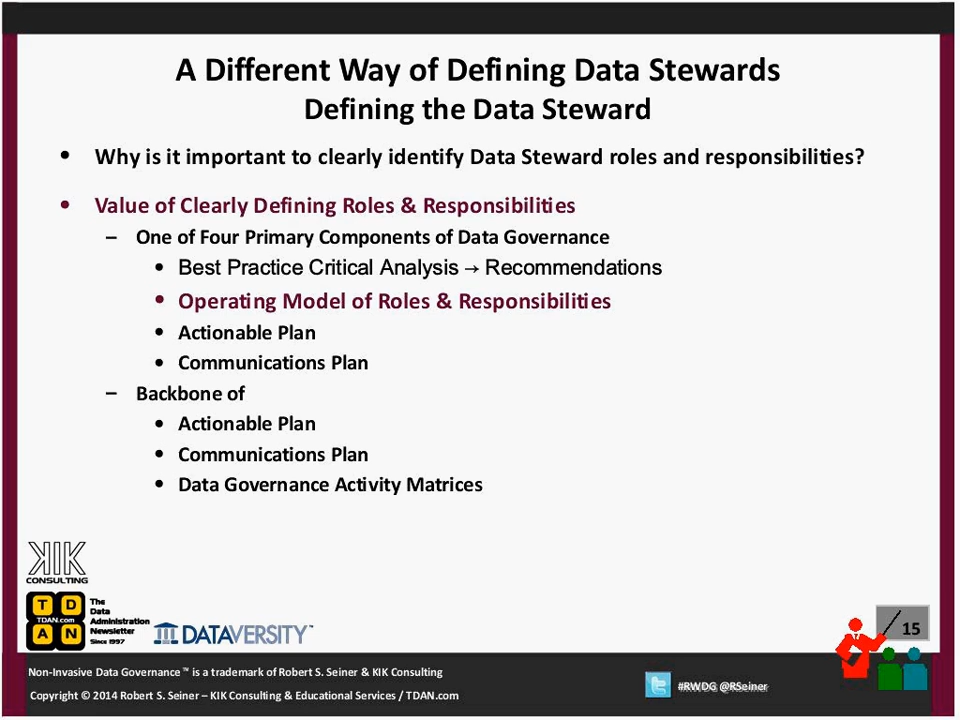 A Different Way of Defining Data Stewards
Defining the Data Steward
• Why is it important to clearly identify Data Steward roles and responsibilities?
• Value of Clearly Defining Roles & Responsibilities
– One of Four Primary Components of Data Governance
• Best Practice Critical Analysis → Recommendations
• Operating Model of Roles & Responsibilities
• Actionable Plan
• Communications Plan
– Backbone of
• Actionable Plan
• Communications Plan
• Data Governance Activity Matrices
KIK
CONSULTING
T D
TDAN.com
A N
The
Data
Administration
Newsletter
Since 1997
DATAVERSITY™
15
Non-Invasive Data Governance™ is a trademark of Robert S. Seiner & KIK Consulting
Copyright © 2014 Robert S. Seiner – KIK Consulting & Educational Services / TDAN.com
#RWDG @RSeiner